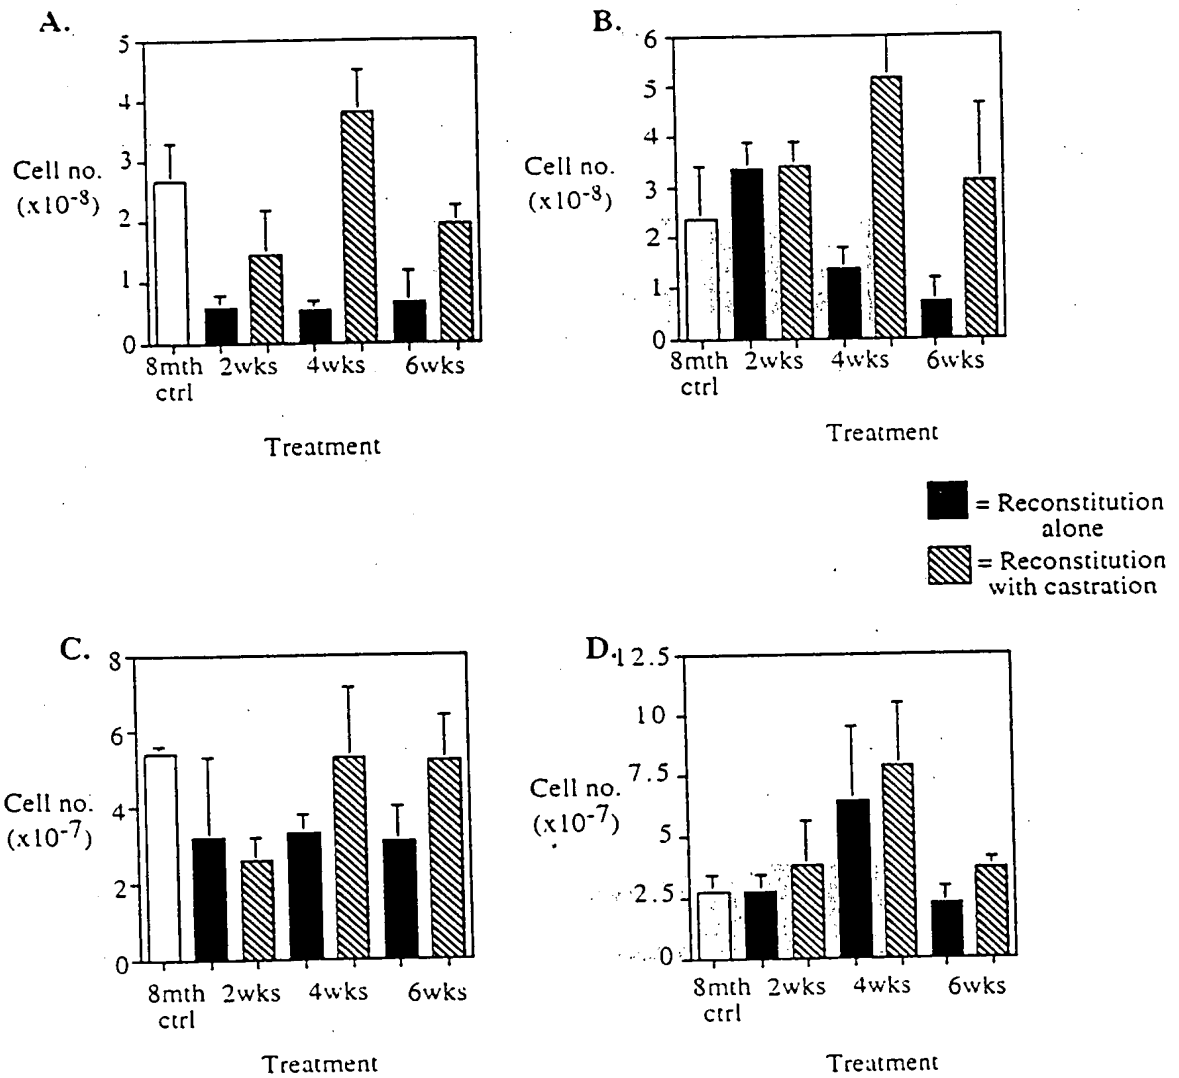 A.
5
4
3
2
1
0
Cell no.
(x10-8)
8mth 2wks 4wks 6wks
ctrl
Treatment
B.
6
5
4
3
2
1
0
Cell no.
(x10-8)
8mth 2wks 4wks 6wks
ctrl
Treatment
= Reconstitution
alone
= Reconstitution
with castration
C.
8
6
4
2
0
Cell no.
(x10-7)
8mth 2wks 4wks 6wks
ctrl
Treatment
D.
12.5
10
7.5
5
2.5
0
Cell no.
(x10-7)
8mth 2wks 4wks 6wks
ctrl
Treatment